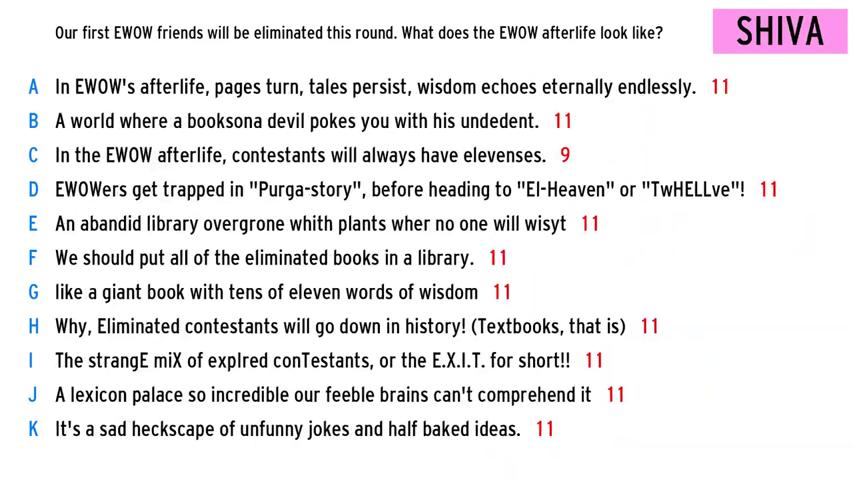 Our first EWOW friends will be eliminated this round. What does the EWOW afterlife look like?
SHIVA
A In EWOW's afterlife, pages turn, tales persist, wisdom echoes eternally endlessly. 11
B A world where a booksona devil pokes you with his undedent. 11
C In the EWOW afterlife, contestants will always have elevenses. 9
D EWOWers get trapped in "Purga-story", before heading to "El-Heaven" or "TwHELLve"! 11
E An abandid library overgrone whith plants wher no one will wisyt 11
F We should put all of the eliminated books in a library. 11
G like a giant book with tens of eleven words of wisdom 11
H Why, Eliminated contestants will go down in history! (Textbooks, that is) 11
I The strangE miX of expIred conTestants, or the E.X.I.T. for short!! 11
J A lexicon palace so incredible our feeble brains can't comprehend it 11
K It's a sad heckscape of unfunny jokes and half baked ideas. 11